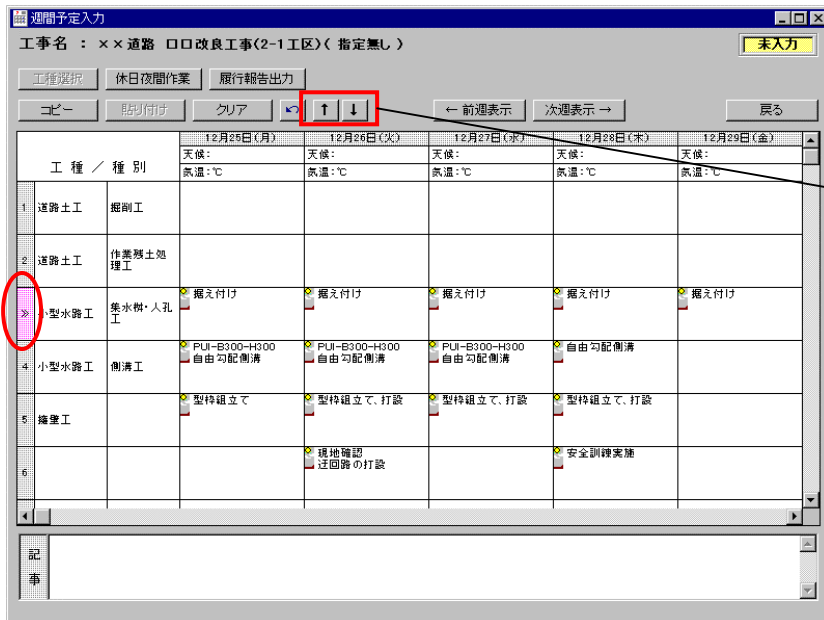 週間予定入力
工事名 ： ××道路 口口改良工事(2-1工区)( 指定無し )
未入力
工種選択 休日夜間作業 履行報告出力
コピー 貼り付け クリア ↑ ↓ ← 前週表示 次週表示 → 戻る
工 種 ／ 種 別
12月25日(月) 12月26日(火) 12月27日(水) 12月28日(木) 12月29日(金)
天候： 天候： 天候： 天候： 天候：
気温：℃ 気温：℃ 気温：℃ 気温：℃ 気温：℃
1 道路土工 掘削工
2 道路土工 作業残土処
理工
» 小型水路工 集水桝・人孔
工
据え付け 据え付け 据え付け 据え付け 据え付け
4 小型水路工 側溝工
PUI-B300-H300 PUI-B300-H300 PUI-B300-H300 自由勾配側溝
自由勾配側溝 自由勾配側溝 自由勾配側溝
5 擁壁工
型枠組立て 型枠組立て、打設 型枠組立て、打設 型枠組立て、打設
6
現地確認 安全訓練実施
迂回路の打設
記
事